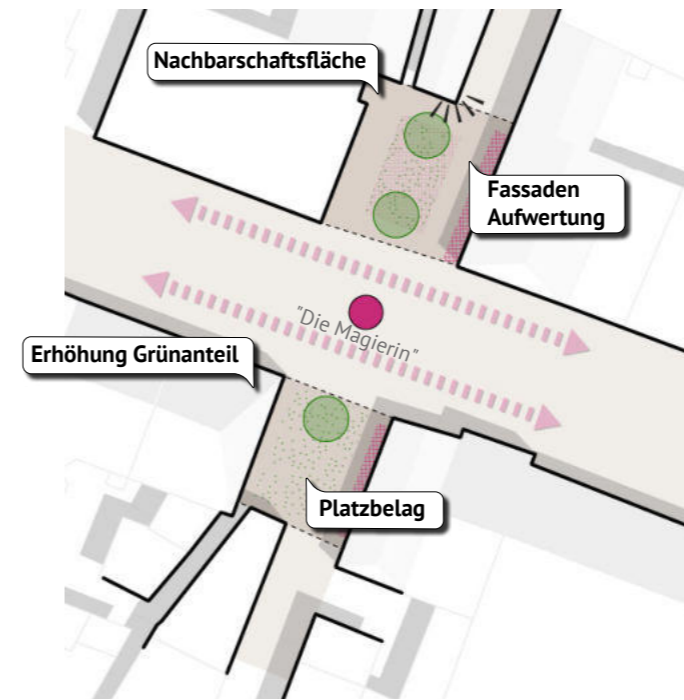 Nachbarschaftsfläche
Fassaden
Aufwertung
"Die Magierin"
Erhöhung Grünanteil
Platzbelag